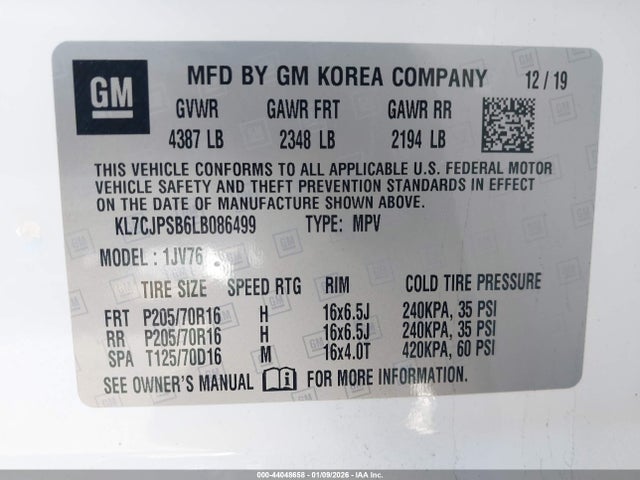 GM
MFD BY GM KOREA COMPANY 12 / 19
GVWR GAWR FRT GAWR RR
4387 LB 2348 LB 2194 LB
THIS VEHICLE CONFORMS TO ALL APPLICABLE U.S. FEDERAL MOTOR
VEHICLE SAFETY AND THEFT PREVENTION STANDARDS IN EFFECT
ON THE DATE OF MANUFACTURE SHOWN ABOVE.
KL7CJPSB6LB086499 TYPE: MPV
MODEL : 1JV76
TIRE SIZE SPEED RTG RIM COLD TIRE PRESSURE
FRT P205/70R16 H 16x6.5J 240KPA, 35 PSI
RR P205/70R16 H 16x6.5J 240KPA, 35 PSI
SPA T125/70D16 M 16x4.0T 420KPA, 60 PSI
SEE OWNER'S MANUAL FOR MORE INFORMATION.
000-44048658 - 01/09/2026 - IAA Inc.